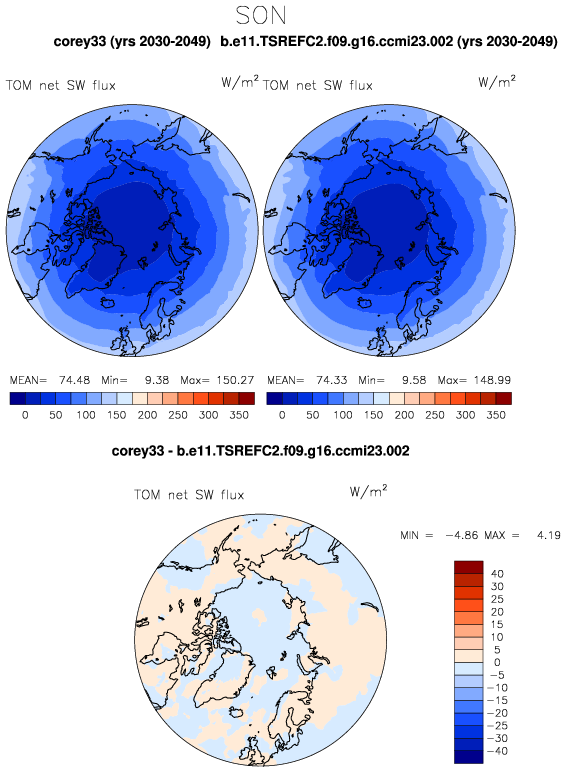 SON
corey33 (yrs 2030-2049) b.e11.TSREFC2.f09.g16.ccmi23.002 (yrs 2030-2049)
TOM net SW flux W/m² TOM net SW flux W/m²
MEAN= 74.48 Min= 9.38 Max= 150.27 MEAN= 74.33 Min= 9.58 Max= 148.99
0 50 100 150 200 250 300 350 0 50 100 150 200 250 300 350
corey33 - b.e11.TSREFC2.f09.g16.ccmi23.002
TOM net SW flux W/m²
MIN = −4.86 MAX = 4.19
40
30
25
20
15
10
5
0
−5
−10
−15
−20
−25
−30
−40